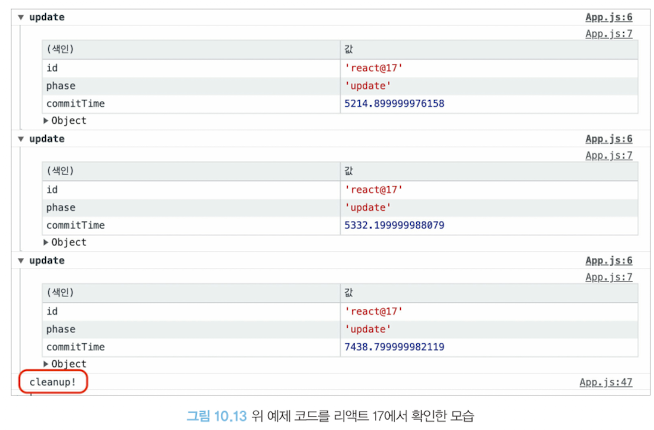 ▼ update App.js:6
App.js:7
(색인) 값
id 'react@17'
phase 'update'
commitTime 5214.899999976158
▶ Object
▼ update App.js:6
App.js:7
(색인) 값
id 'react@17'
phase 'update'
commitTime 5332.199999988079
▶ Object
▼ update App.js:6
App.js:7
(색인) 값
id 'react@17'
phase 'update'
commitTime 7438.799999982119
▶ Object
cleanup! App.js:47
그림 10.13 위 예제 코드를 리액트 17에서 확인한 모습